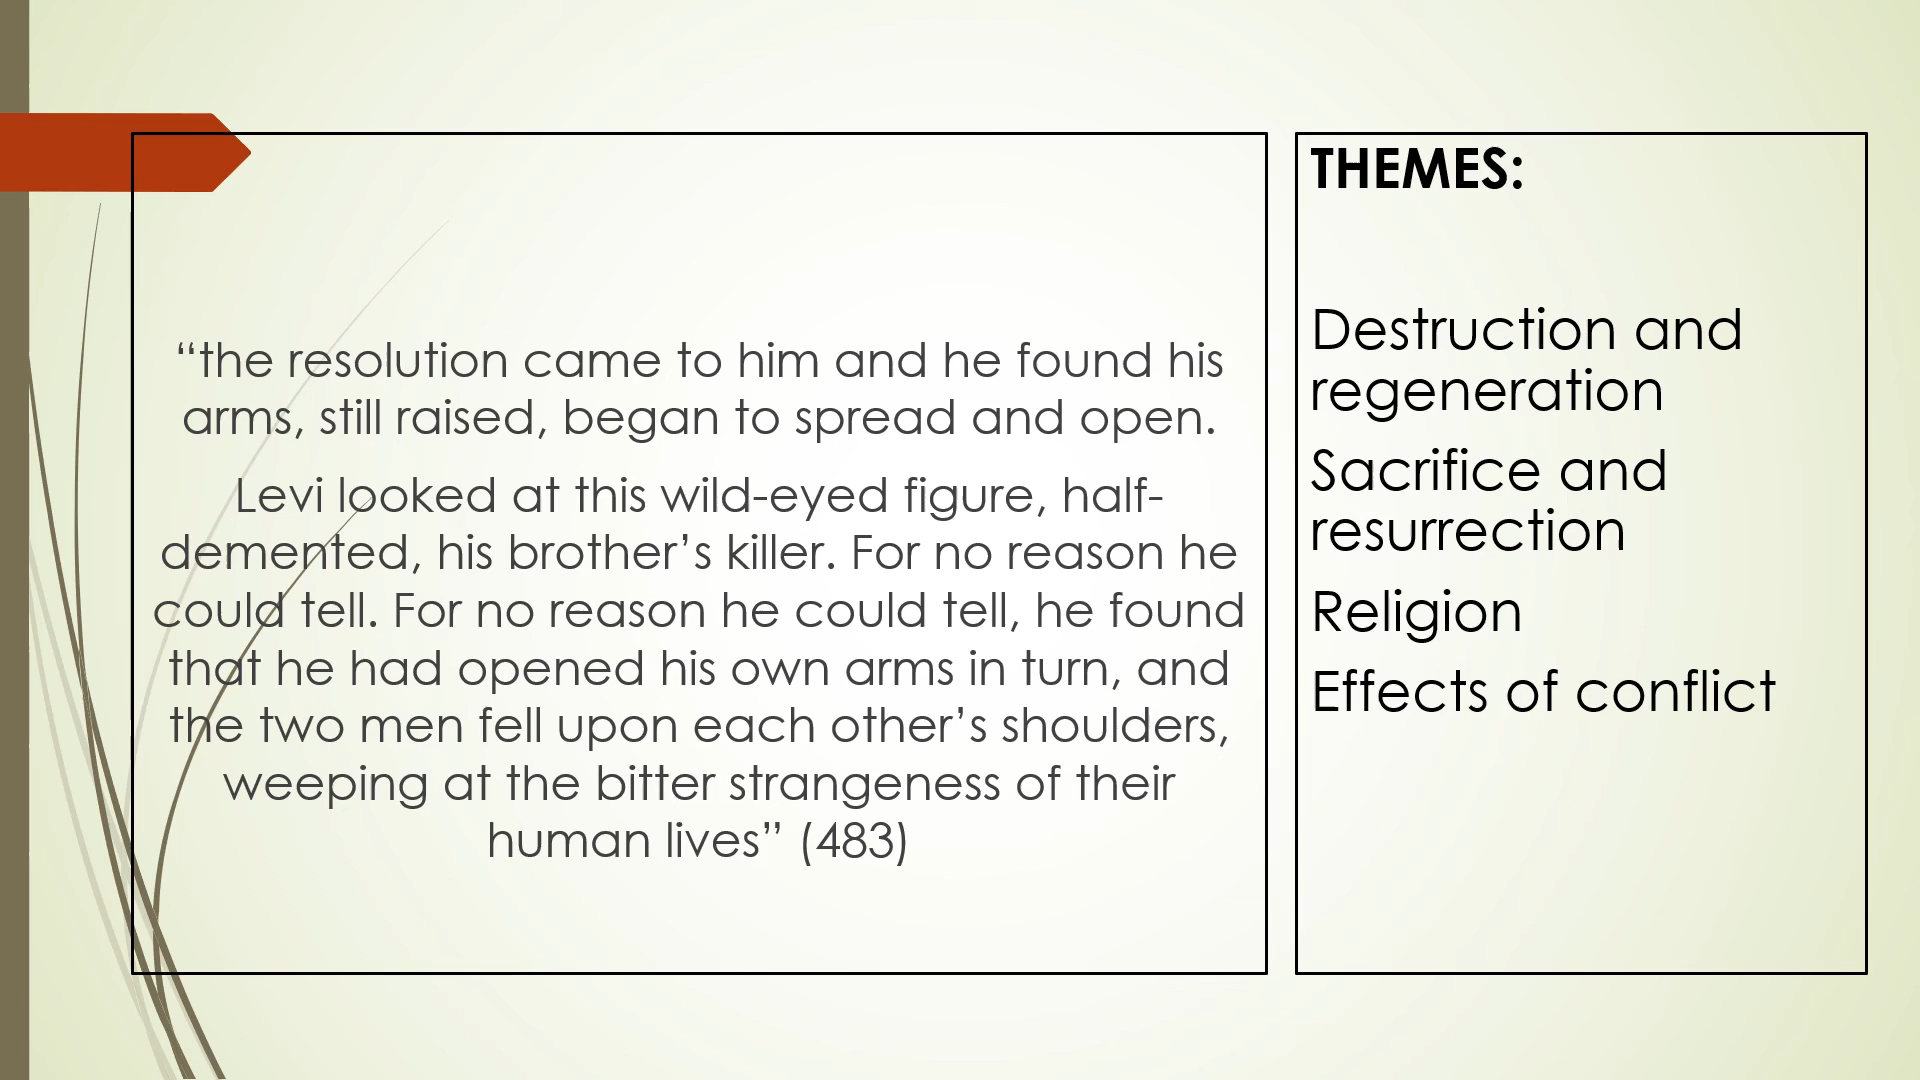 “the resolution came to him and he found his
arms, still raised, began to spread and open.
Levi looked at this wild-eyed figure, half-
demented, his brother’s killer. For no reason he
could tell. For no reason he could tell, he found
that he had opened his own arms in turn, and
the two men fell upon each other’s shoulders,
weeping at the bitter strangeness of their
human lives” (483)
THEMES:
Destruction and
regeneration
Sacrifice and
resurrection
Religion
Effects of conflict